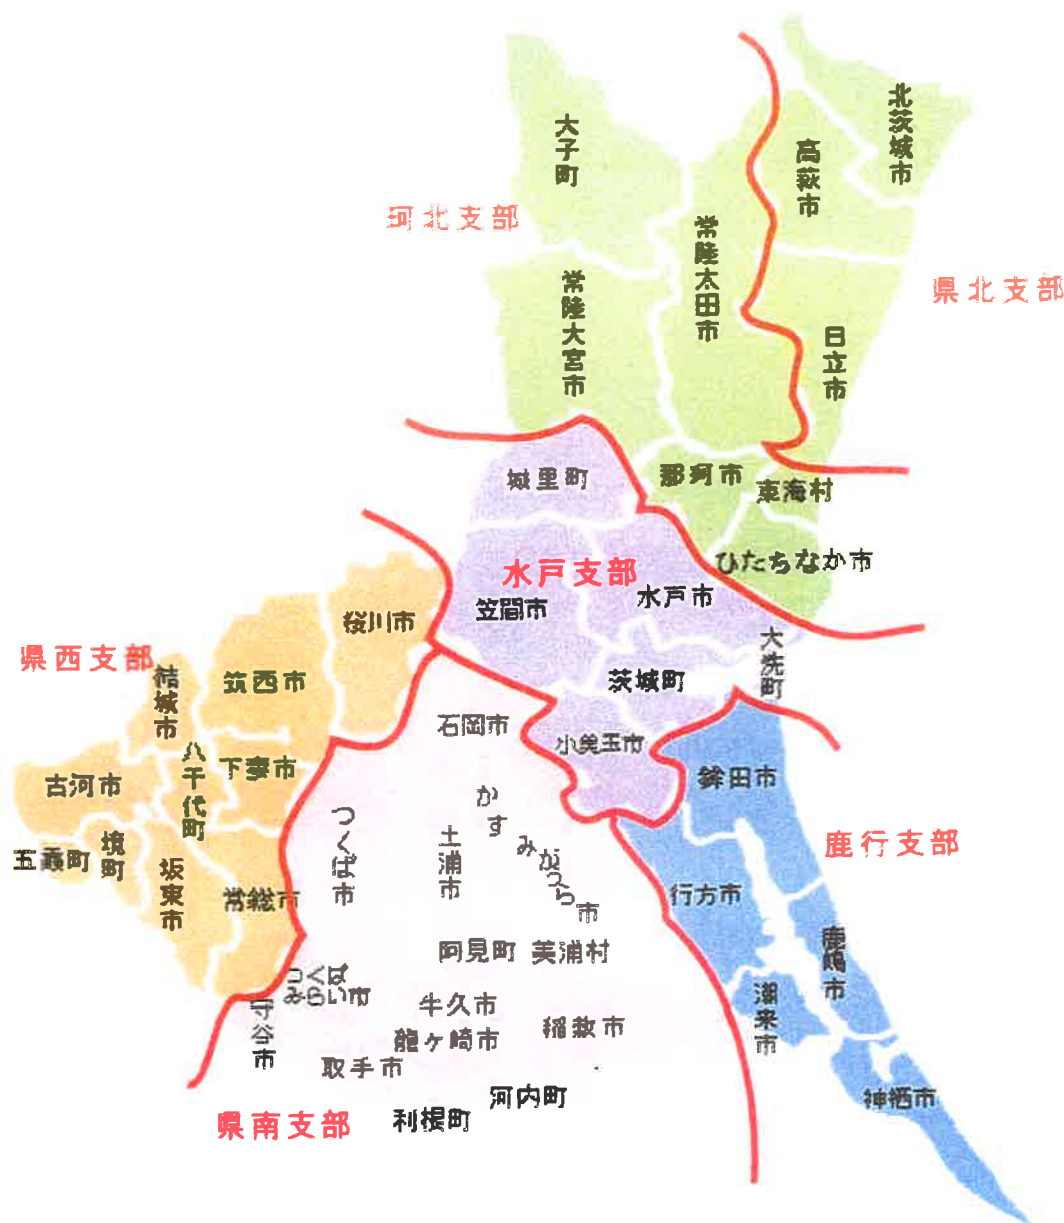 北茨城市
大子町
高萩市
河北支部
常陸太田市
県北支部
常陸大宮市
日立市
城里町
那珂市
東海村
ひたちなか市
水戸支部
水戸市
笠間市
桜川市
大洗町
県西支部
結城市
筑西市
茨城町
石岡市
小美玉市
八千代町
下妻市
古河市
鉾田市
かすみがうら市
つくば市
土浦市
鹿行支部
五霞町
境町
坂東市
常総市
行方市
鹿嶋市
阿見町
美浦村
つくばみらい市
潮来市
守谷市
牛久市
稲敷市
龍ヶ崎市
取手市
河内町
神栖市
県南支部
利根町